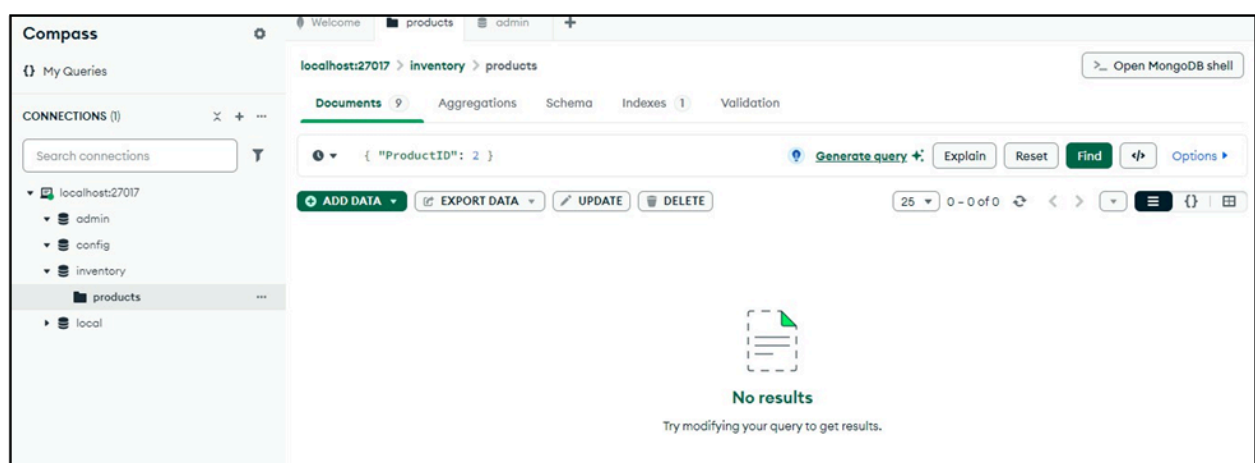 Compass
{} My Queries
CONNECTIONS (1)
Search connections
localhost:27017
admin
config
inventory
products
local
Welcome
products
admin
localhost:27017 > inventory > products
>_ Open MongoDB shell
Documents 9 Aggregations Schema Indexes 1 Validation
{ "ProductID": 2 }
Generate query Explain Reset Find </> Options
ADD DATA EXPORT DATA UPDATE DELETE
25 0 – 0 of 0 {}
No results
Try modifying your query to get results.